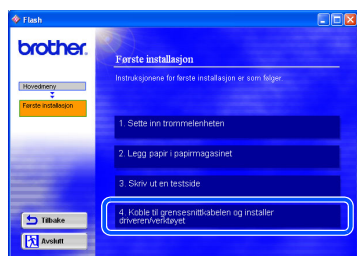 Flash
brother.
Hovedmeny
Første installasjon
Første installasjon
Instruksjonene for første installasjon er som følger
1. Sette inn trommelenheten
2. Legg papir i papirmagasinet
3. Skriv ut en testside
4. Koble til grensesnittkabelen og installer
driveren/verktøyet
Tilbake
Avslutt